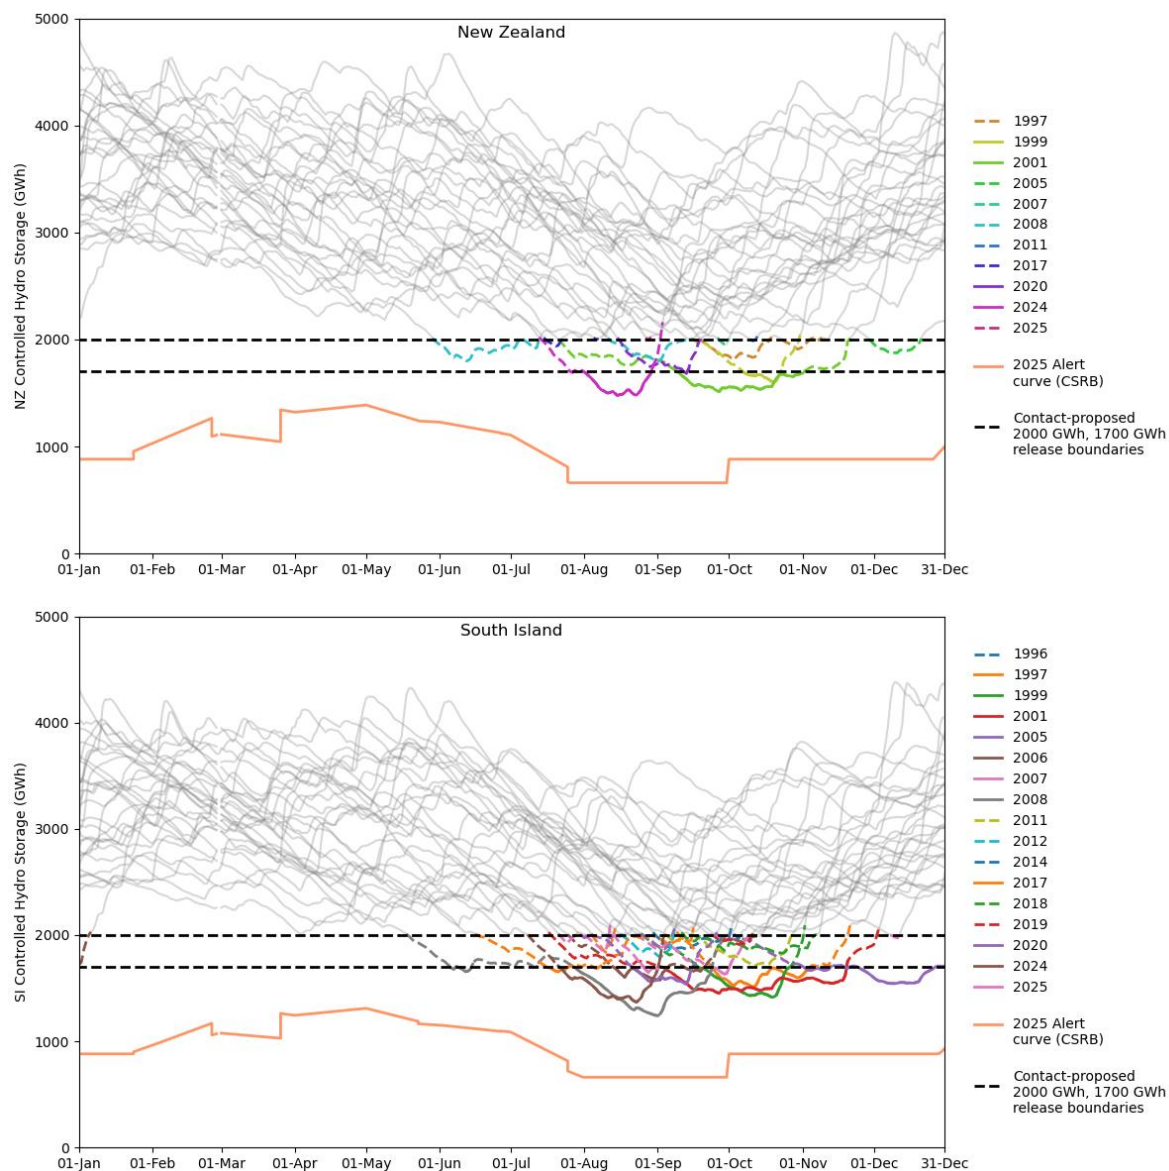 New Zealand
NZ Controlled Hydro Storage (GWh)
5000
4000
3000
2000
1000
0
01-Jan 01-Feb 01-Mar 01-Apr 01-May 01-Jun 01-Jul 01-Aug 01-Sep 01-Oct 01-Nov 01-Dec 31-Dec
1997
1999
2001
2005
2007
2008
2011
2017
2020
2024
2025
2025 Alert
curve (CSRB)
Contact-proposed
2000 GWh, 1700 GWh
release boundaries
South Island
SI Controlled Hydro Storage (GWh)
5000
4000
3000
2000
1000
0
01-Jan 01-Feb 01-Mar 01-Apr 01-May 01-Jun 01-Jul 01-Aug 01-Sep 01-Oct 01-Nov 01-Dec 31-Dec
1996
1997
1999
2001
2005
2006
2007
2008
2011
2012
2014
2017
2018
2019
2020
2024
2025
2025 Alert
curve (CSRB)
Contact-proposed
2000 GWh, 1700 GWh
release boundaries